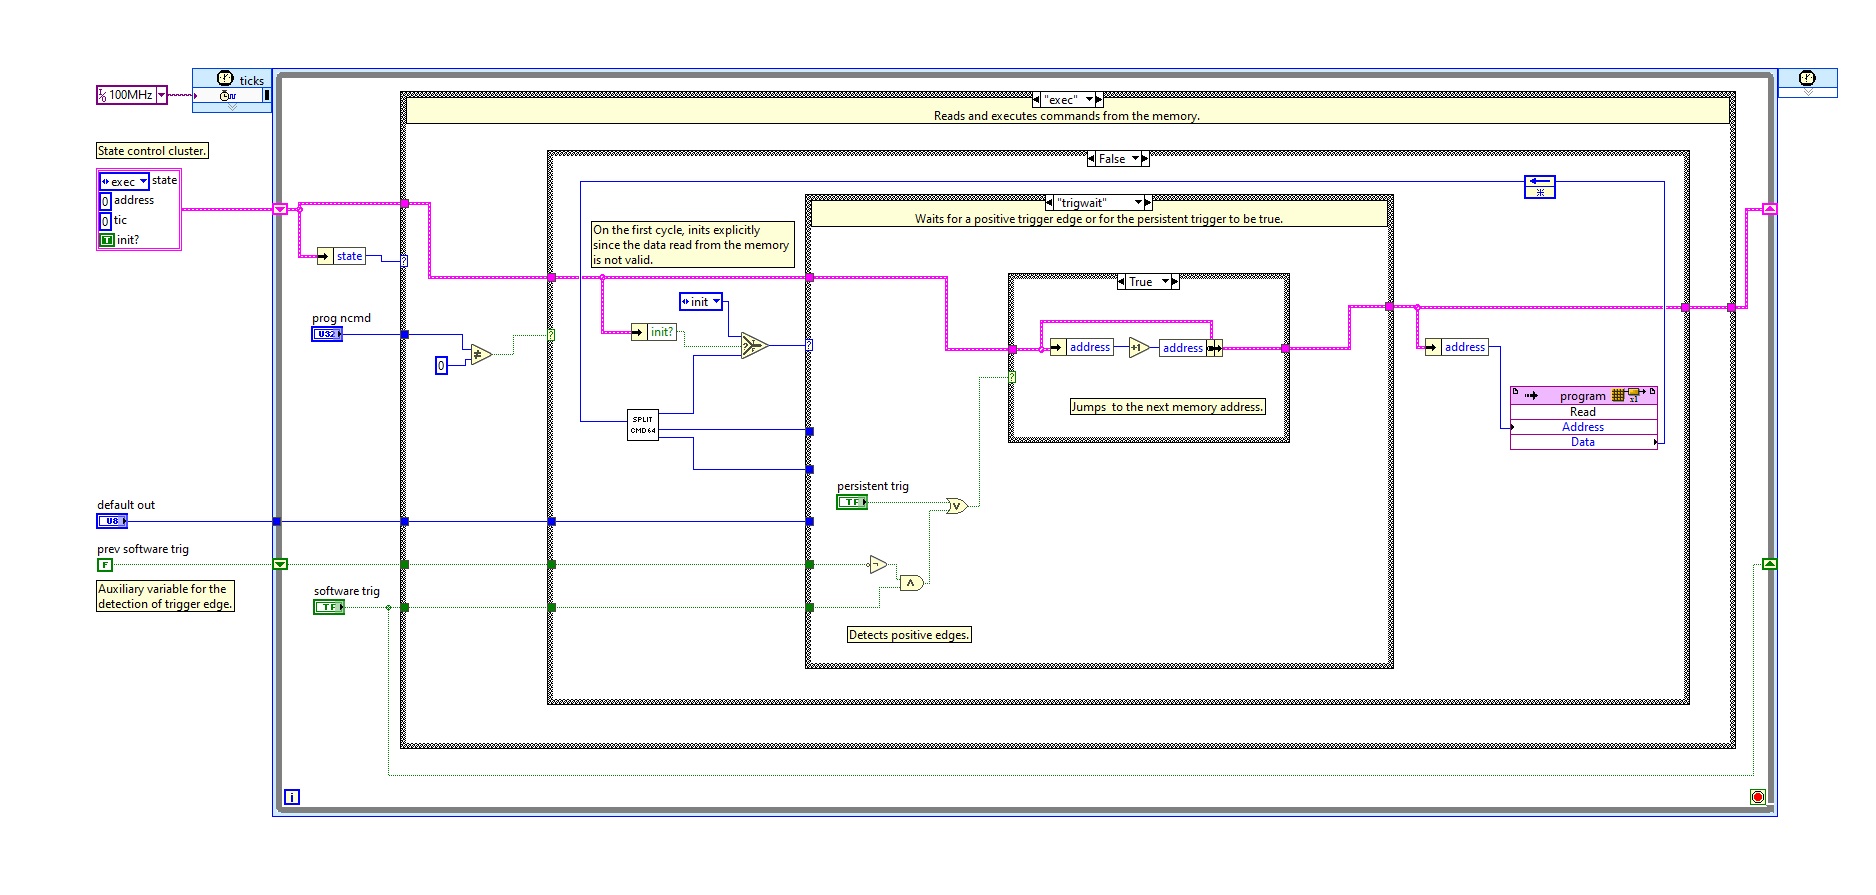 ticks
100MHz
"exec"
Reads and executes commands from the memory.
State control cluster.
False
exec
state
0
address
0
tic
T
init?
"trigwait"
Waits for a positive trigger edge or for the persistent trigger to be true.
On the first cycle, inits explicitly
since the data read from the memory
is not valid.
state
?
True
init
prog ncmd
U32
?
init?
?
0
address
+1
address
address
?
Jumps to the next memory address.
program
x1
Read
Address
Data
SPLIT
CMD64
persistent trig
TF
V
default out
U8
prev software trig
F
Auxiliary variable for the
detection of trigger edge.
software trig
TF
Λ
Detects positive edges.
i